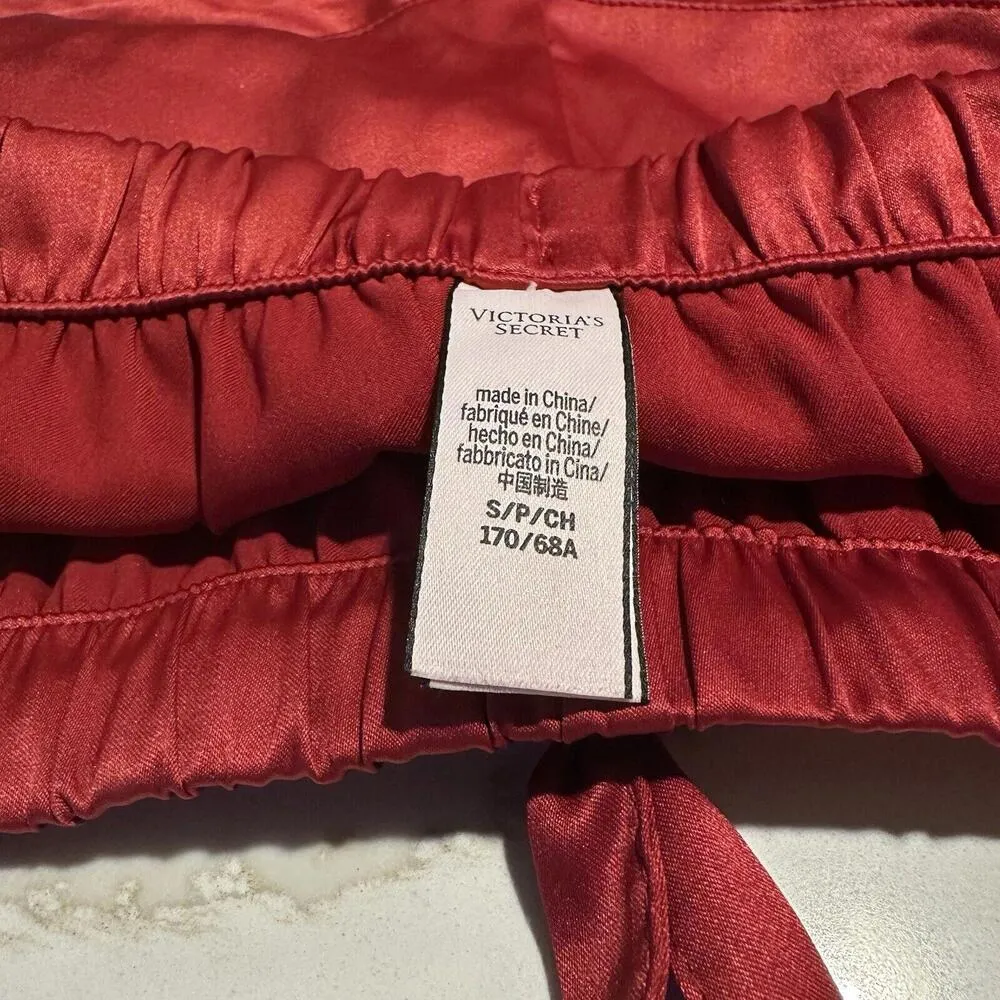 VICTORIA'S
SECRET
made in China/
fabriqué en Chine/
hecho en China/
fabbricato in Cina/
中国制造
S/P/CH
170/68A